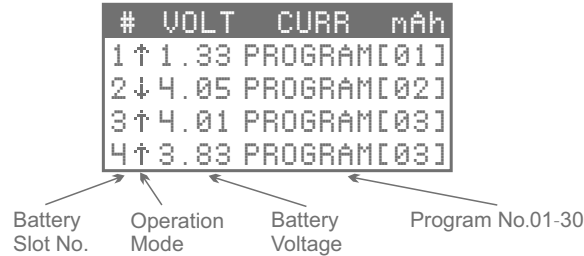 # VOLT CURR mAh
1↑1.33 PROGRAM[01]
2↓4.05 PROGRAM[02]
3↑4.01 PROGRAM[03]
4↑3.83 PROGRAM[03]
Battery Slot No.
Operation Mode
Battery Voltage
Program No.01-30